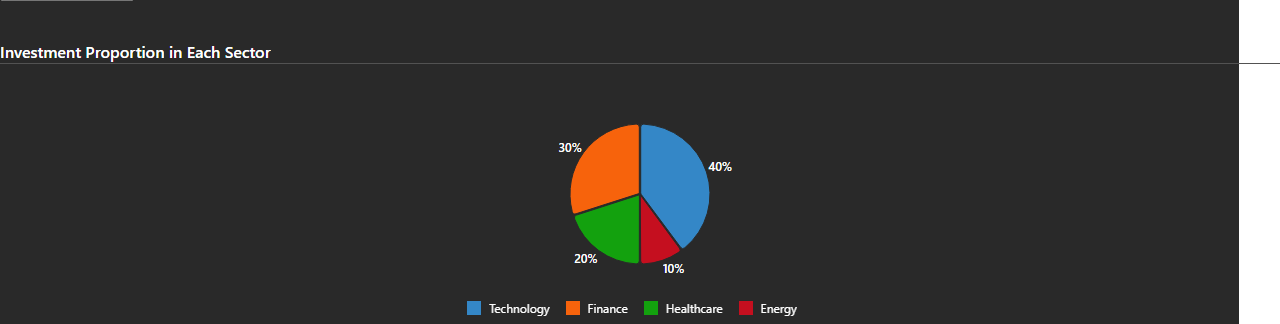 Investment Proportion in Each Sector
30%
40%
20%
10%
Technology Finance Healthcare Energy